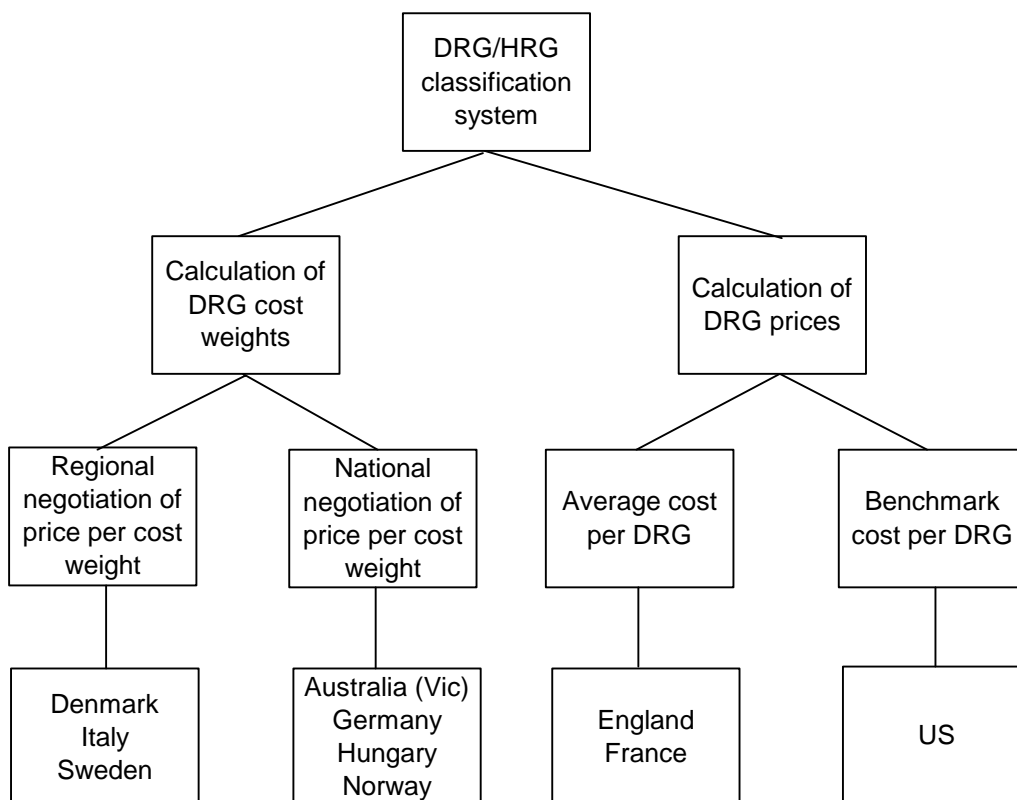 DRG/HRG
classification
system
Calculation of
DRG cost
weights
Calculation of
DRG prices
Regional
negotiation of
price per cost
weight
National
negotiation of
price per cost
weight
Average cost
per DRG
Benchmark
cost per DRG
Denmark
Italy
Sweden
Australia (Vic)
Germany
Hungary
Norway
England
France
US